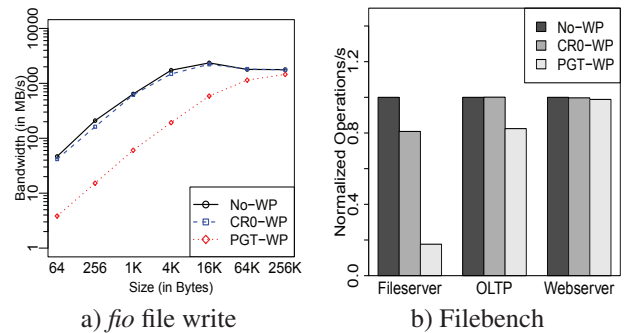 Bandwidth (in MB/s)
1 10 100 1000 10000
No−WP
CR0−WP
PGT−WP
64 256 1K 4K 16K 64K 256K
Size (in Bytes)
a) fio file write
Normalized Operations/s
0.0 0.4 0.8 1.2
No−WP
CR0−WP
PGT−WP
Fileserver OLTP Webserver
b) Filebench